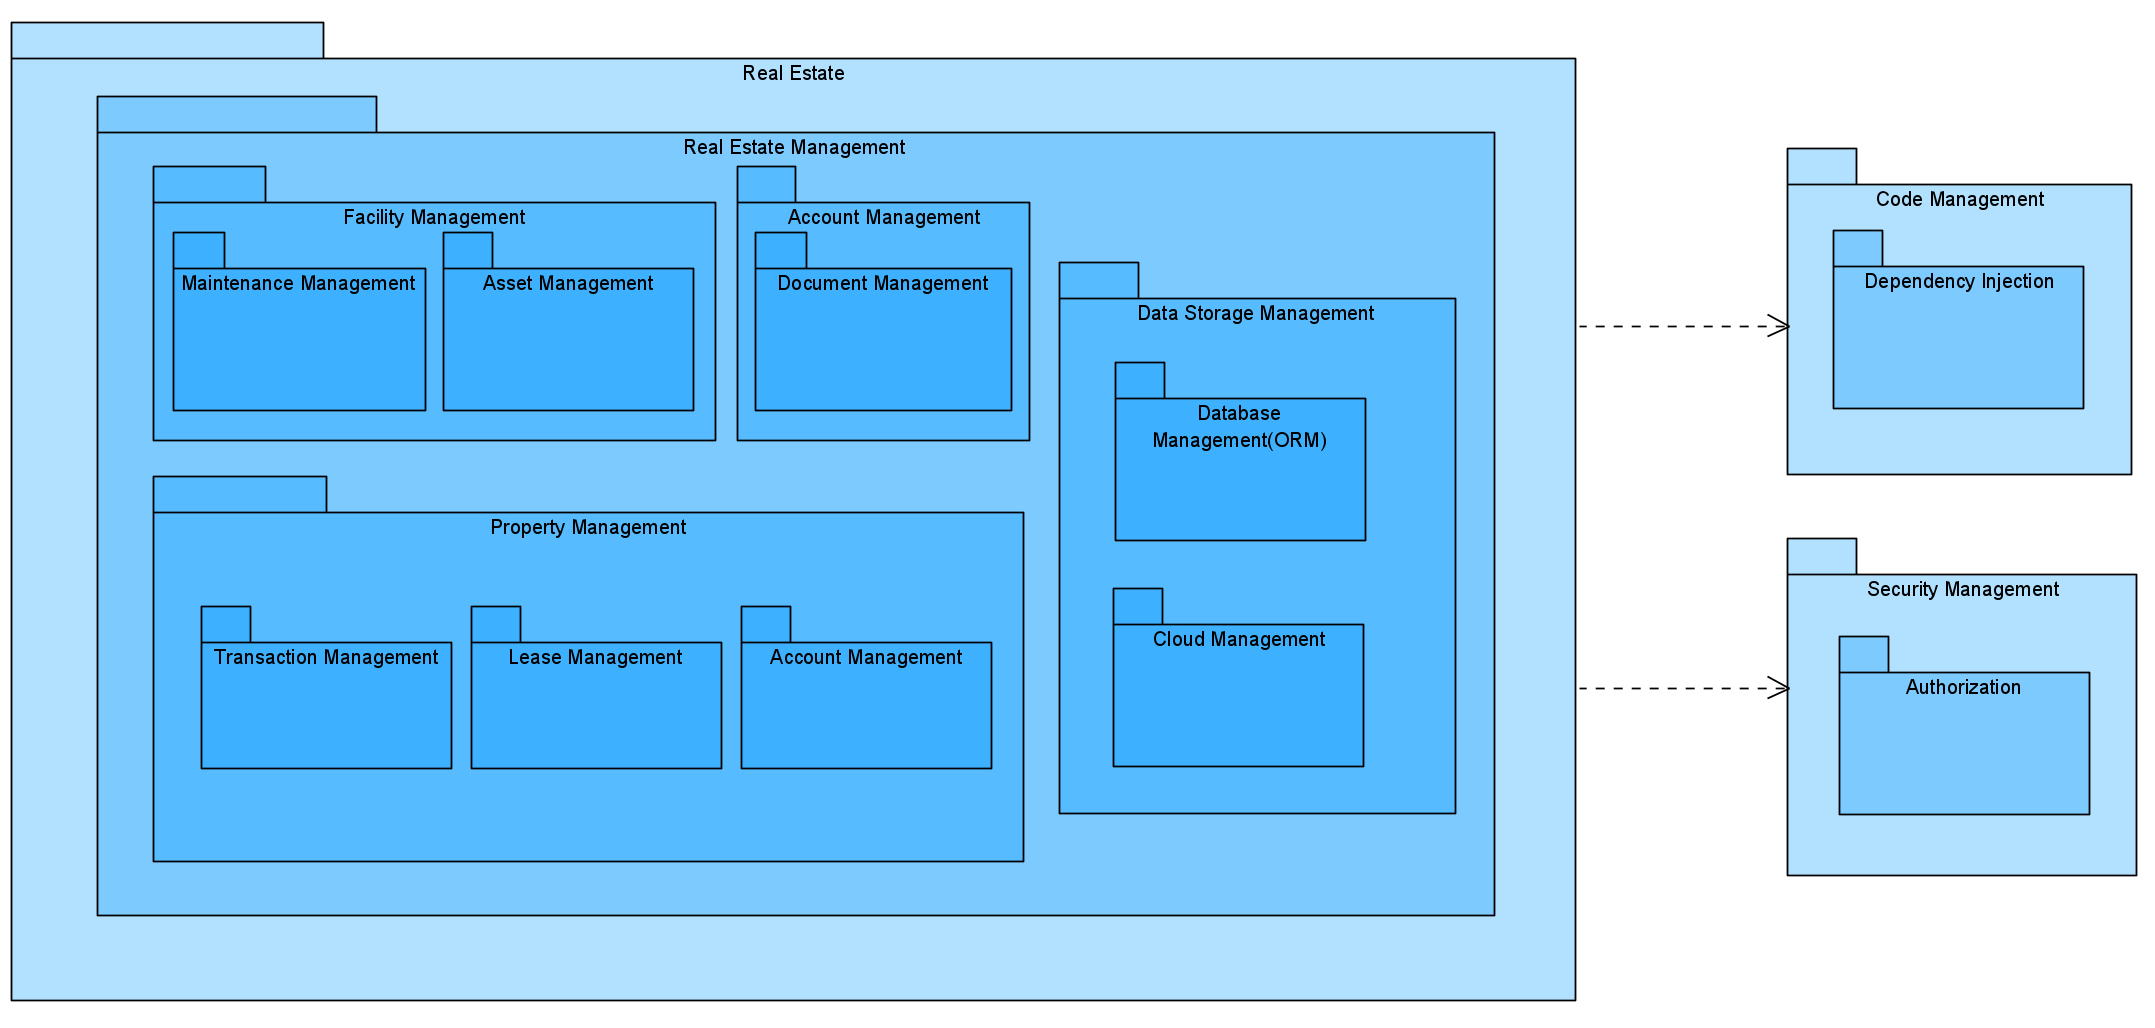 Real Estate
Real Estate Management
Facility Management
Maintenance Management
Asset Management
Account Management
Document Management
Data Storage Management
Database
Management(ORM)
Cloud Management
Property Management
Transaction Management
Lease Management
Account Management
Code Management
Dependency Injection
Security Management
Authorization